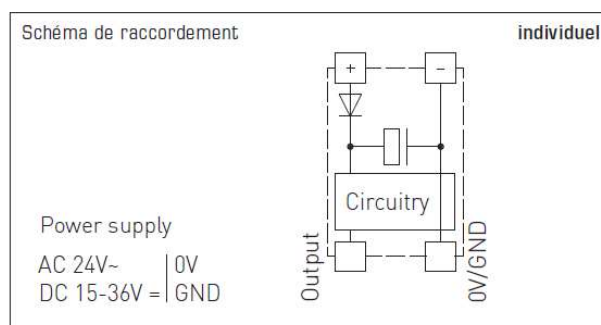 Schéma de raccordement
individuel
+
–
Circuitry
Power supply
AC 24V~ | 0V
DC 15-36V = | GND
Output
0V/GND